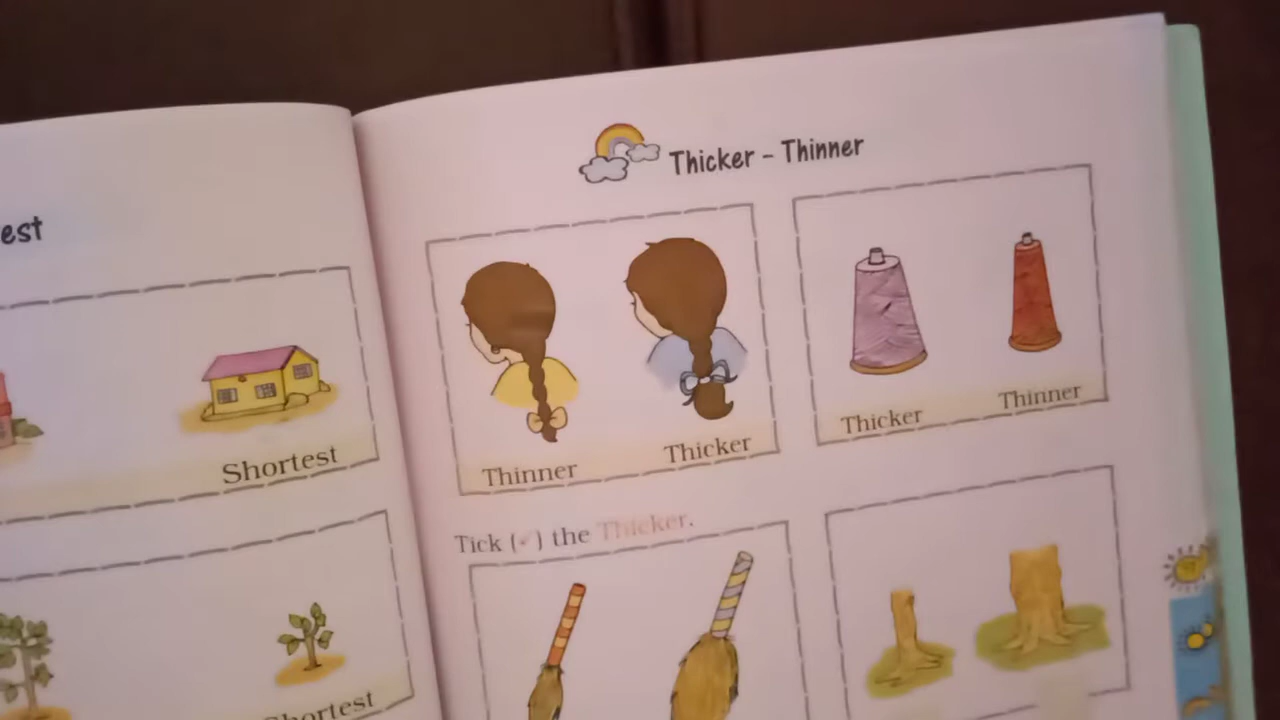 est
Shortest
Shortest
Thicker - Thinner
Thinner Thicker
Thicker Thinner
Tick (✓) the Thicker.